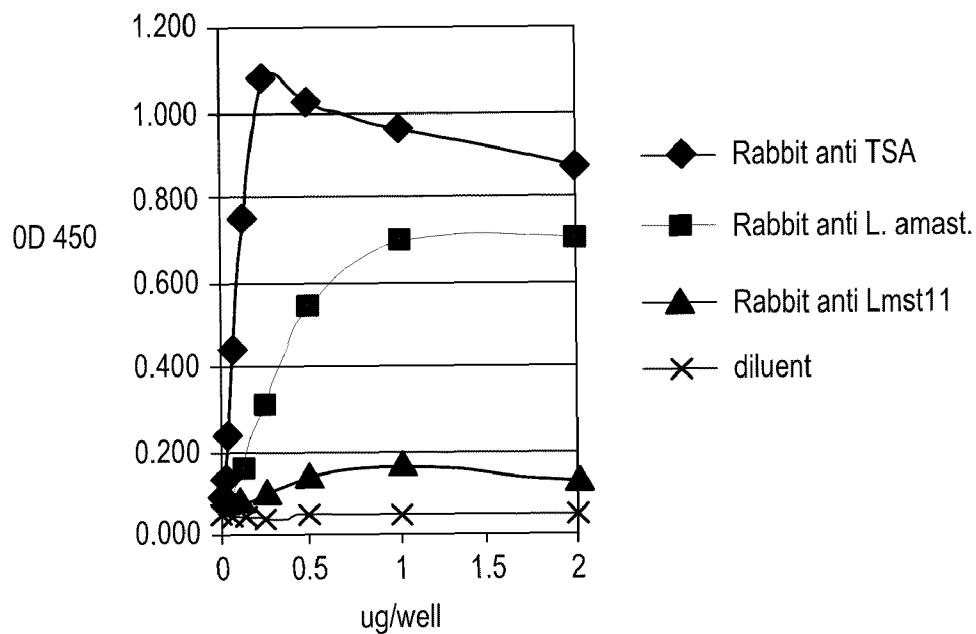 1.200
1.000
0.800
0.600
0.400
0.200
0.000
0D 450
0 0.5 1 1.5 2
ug/well
Rabbit anti TSA
Rabbit anti L. amast.
Rabbit anti Lmst11
diluent